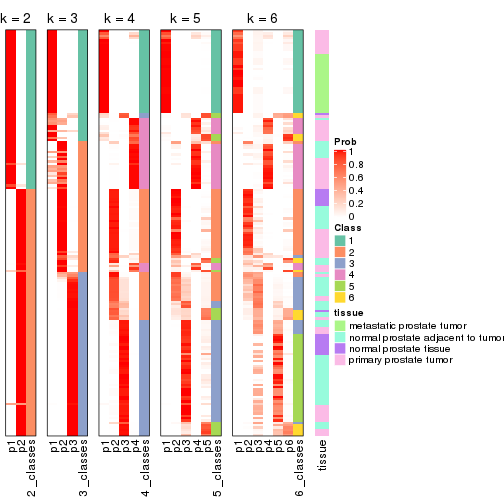 k = 2
k = 3
k = 4
k = 5
k = 6
Prob
1
0.8
0.6
0.4
0.2
0
Class
1
2
3
4
5
6
tissue
metastatic prostate tumor
normal prostate adjacent to tumor
normal prostate tissue
primary prostate tumor
p1
p2
2_classes
p1
p2
p3
3_classes
p1
p2
p3
p4
4_classes
p1
p2
p3
p4
p5
5_classes
p1
p2
p3
p4
p5
p6
6_classes
tissue